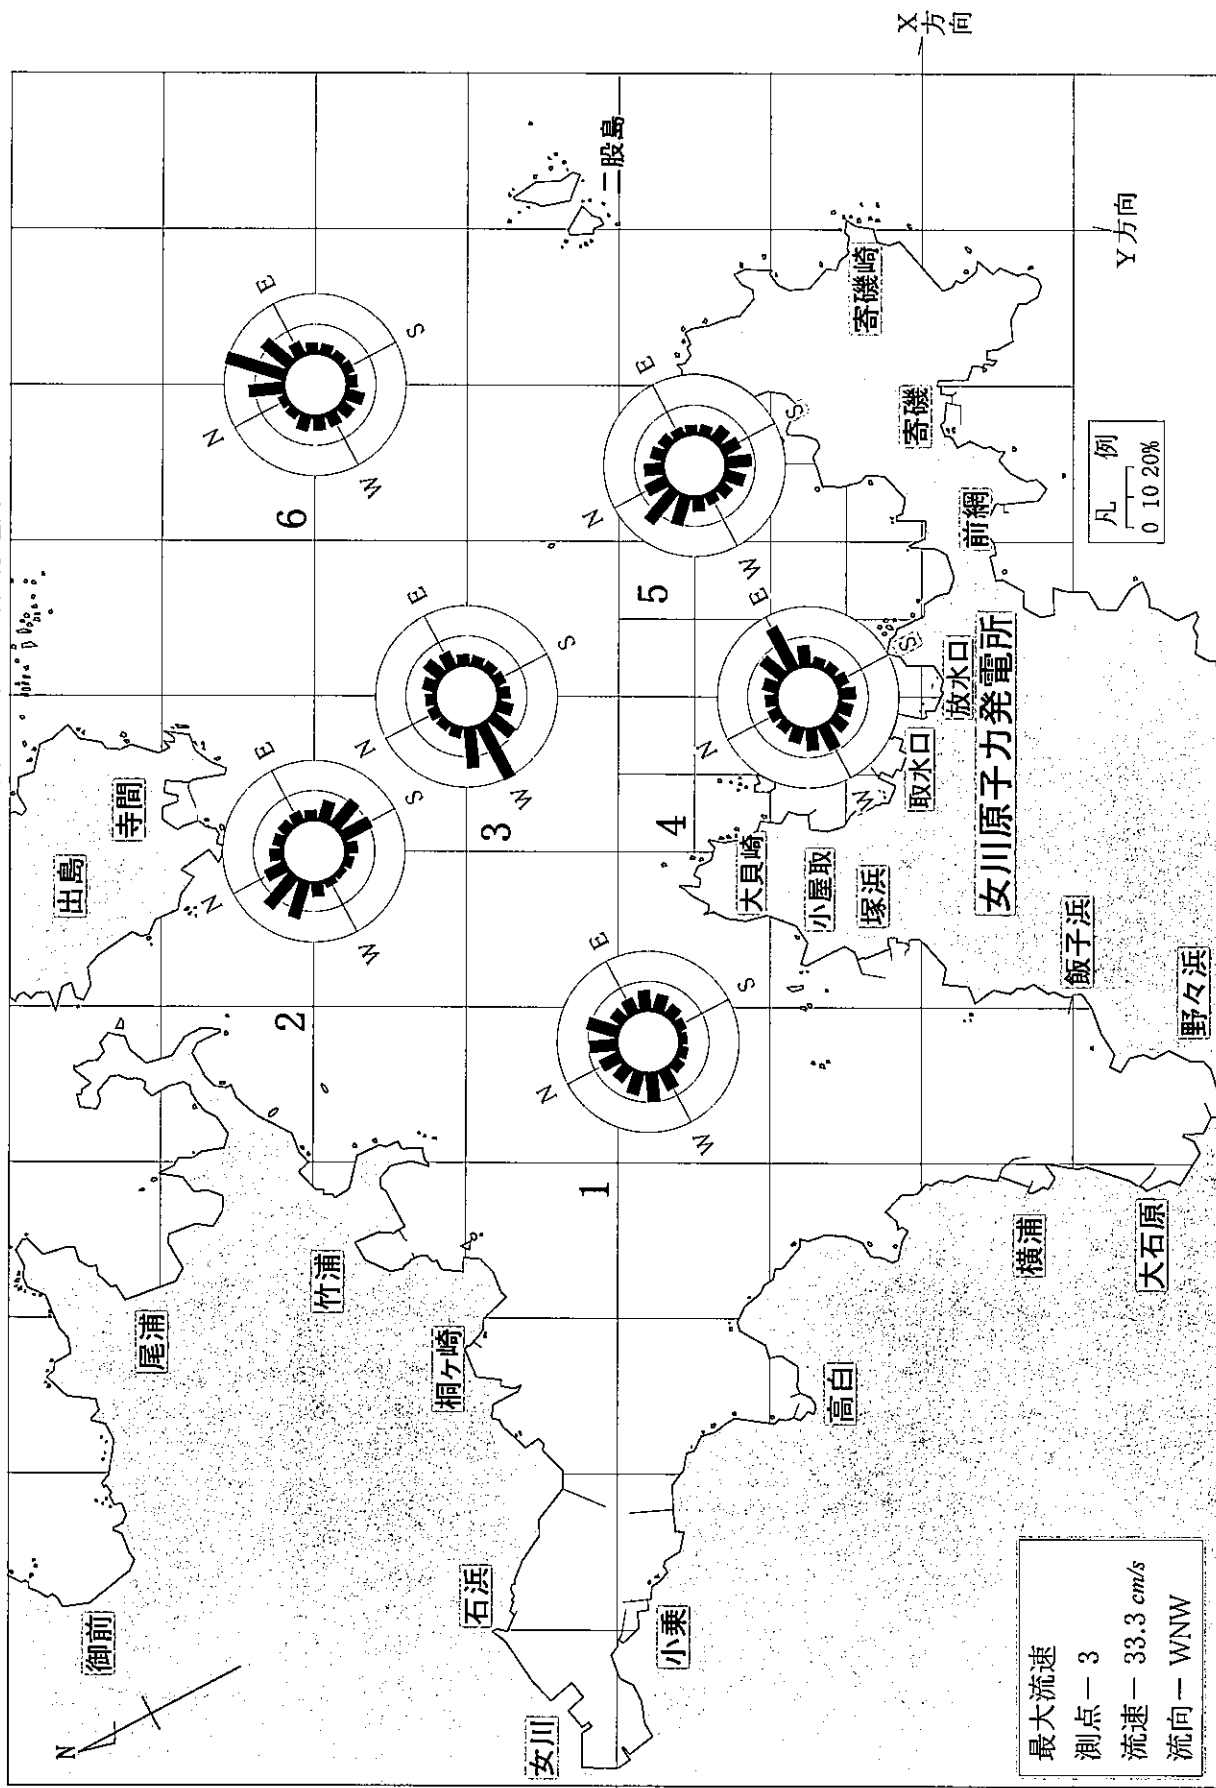 X方向
Y方向
二股島
寄磯崎
寄磯
前網
凡 例
0 10 20%
6
N
E
S
W
5
N
E
S
W
3
N
E
S
W
4
N
E
S
W
2
N
E
S
W
1
N
E
S
W
放水口
取水口
女川原子力発電所
出島
寺間
大貝崎
小屋取
塚浜
飯子浜
野々浜
尾浦
竹浦
桐ヶ崎
高白
横浦
大石原
御前
石浜
小乗
女川
N
最大流速
測点 － 3
流速 － 33.3 cm/s
流向 － WNW